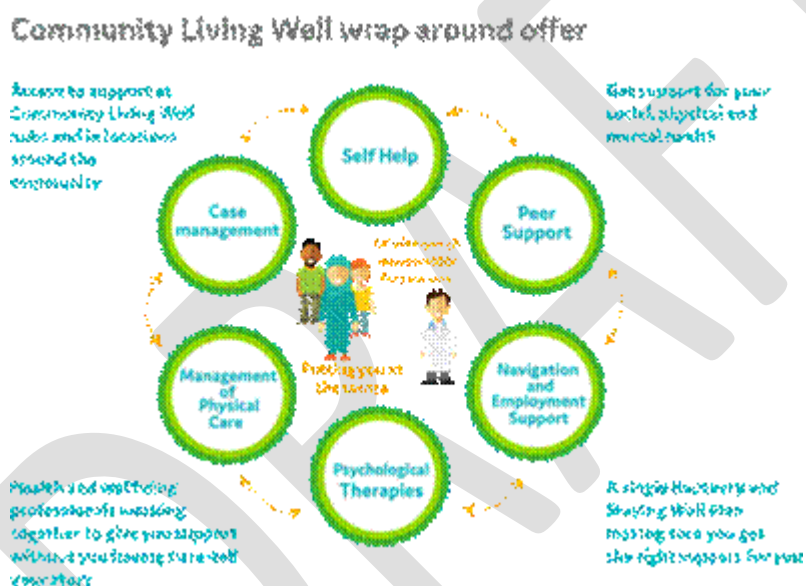 Community Living Well wrap around offer
Access to support at
Community Living Well
hubs and in locations
around the
community
Get support for your
social, physical and
mental health
Self Help
Case
management
Peer
Support
Putting you at
the centre
Management
of
Physical
Care
Navigation
and
Employment
Support
Psychological
Therapies
Health and wellbeing
professionals working
together to give you support
without you having to re-tell
your story
A single Recovery and
Staying Well Plan
making sure you get
the right support for you
DRAF